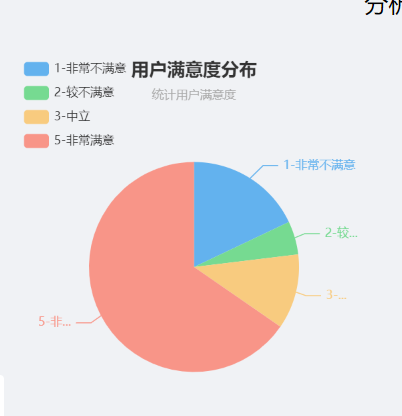 分析
1-非常不满意
用户满意度分布
2-较不满意
统计用户满意度
3-中立
5-非常满意
1-非常不满意
2-较...
3-...
5-非...